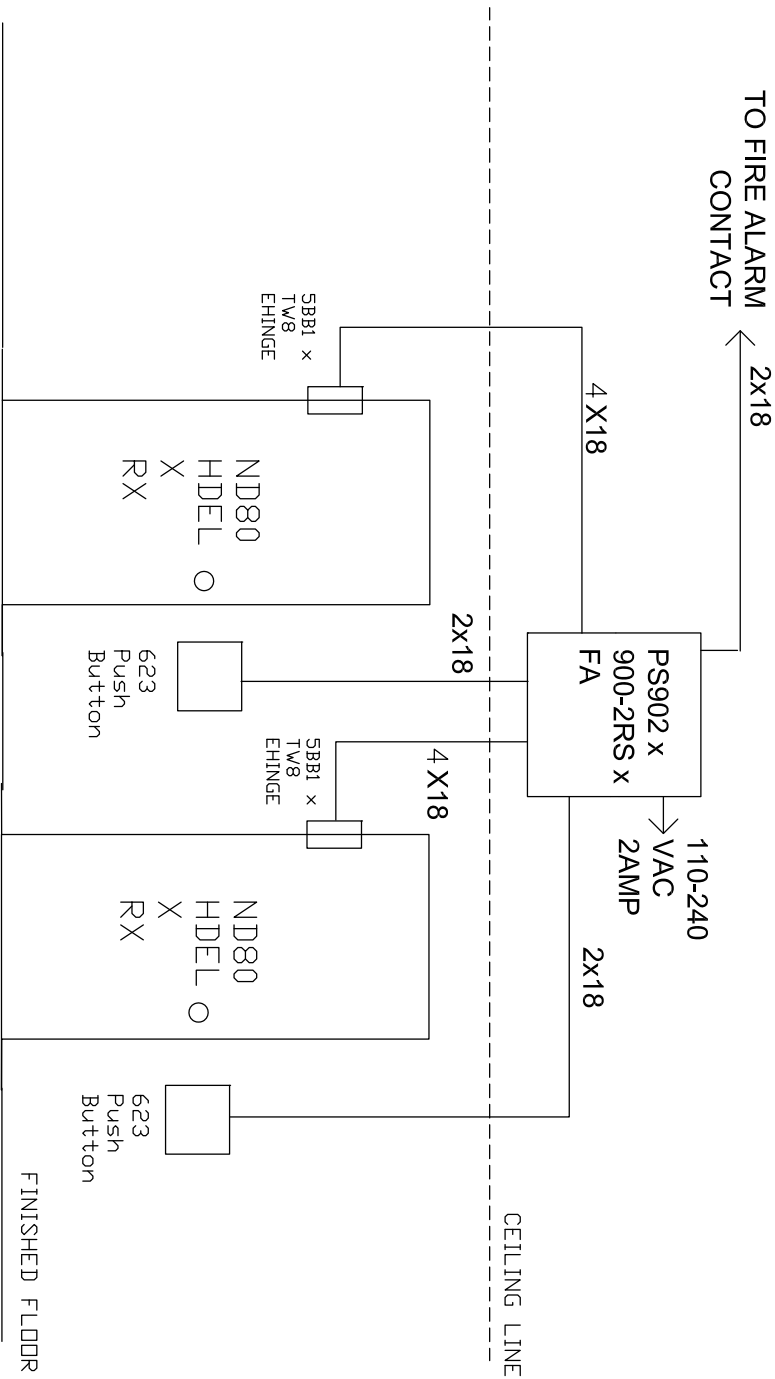 TO FIRE ALARM
CONTACT
2x18
4 X18
PS902 x
900-2RS x
FA
110-240
VAC
2AMP
2x18
CEILING LINE
5BB1 x
TW8
EHINGE
2x18
4 X18
5BB1 x
TW8
EHINGE
ND80
HDEL
X
RX
623
Push
Button
ND80
HDEL
X
RX
623
Push
Button
FINISHED FLOOR